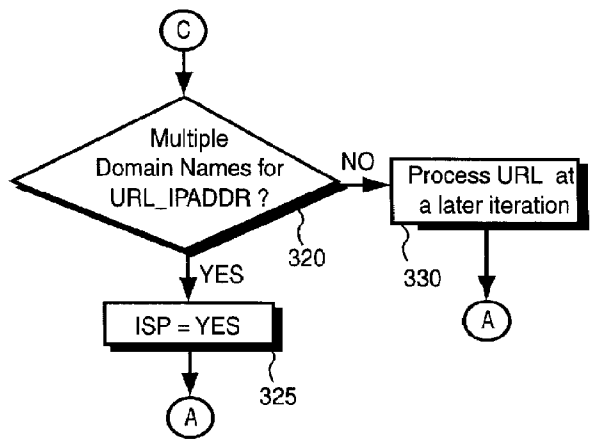 C
Multiple
Domain Names for
URL_IPADDR ?
NO
Process URL at
a later iteration
320
330
YES
A
ISP = YES
325
A